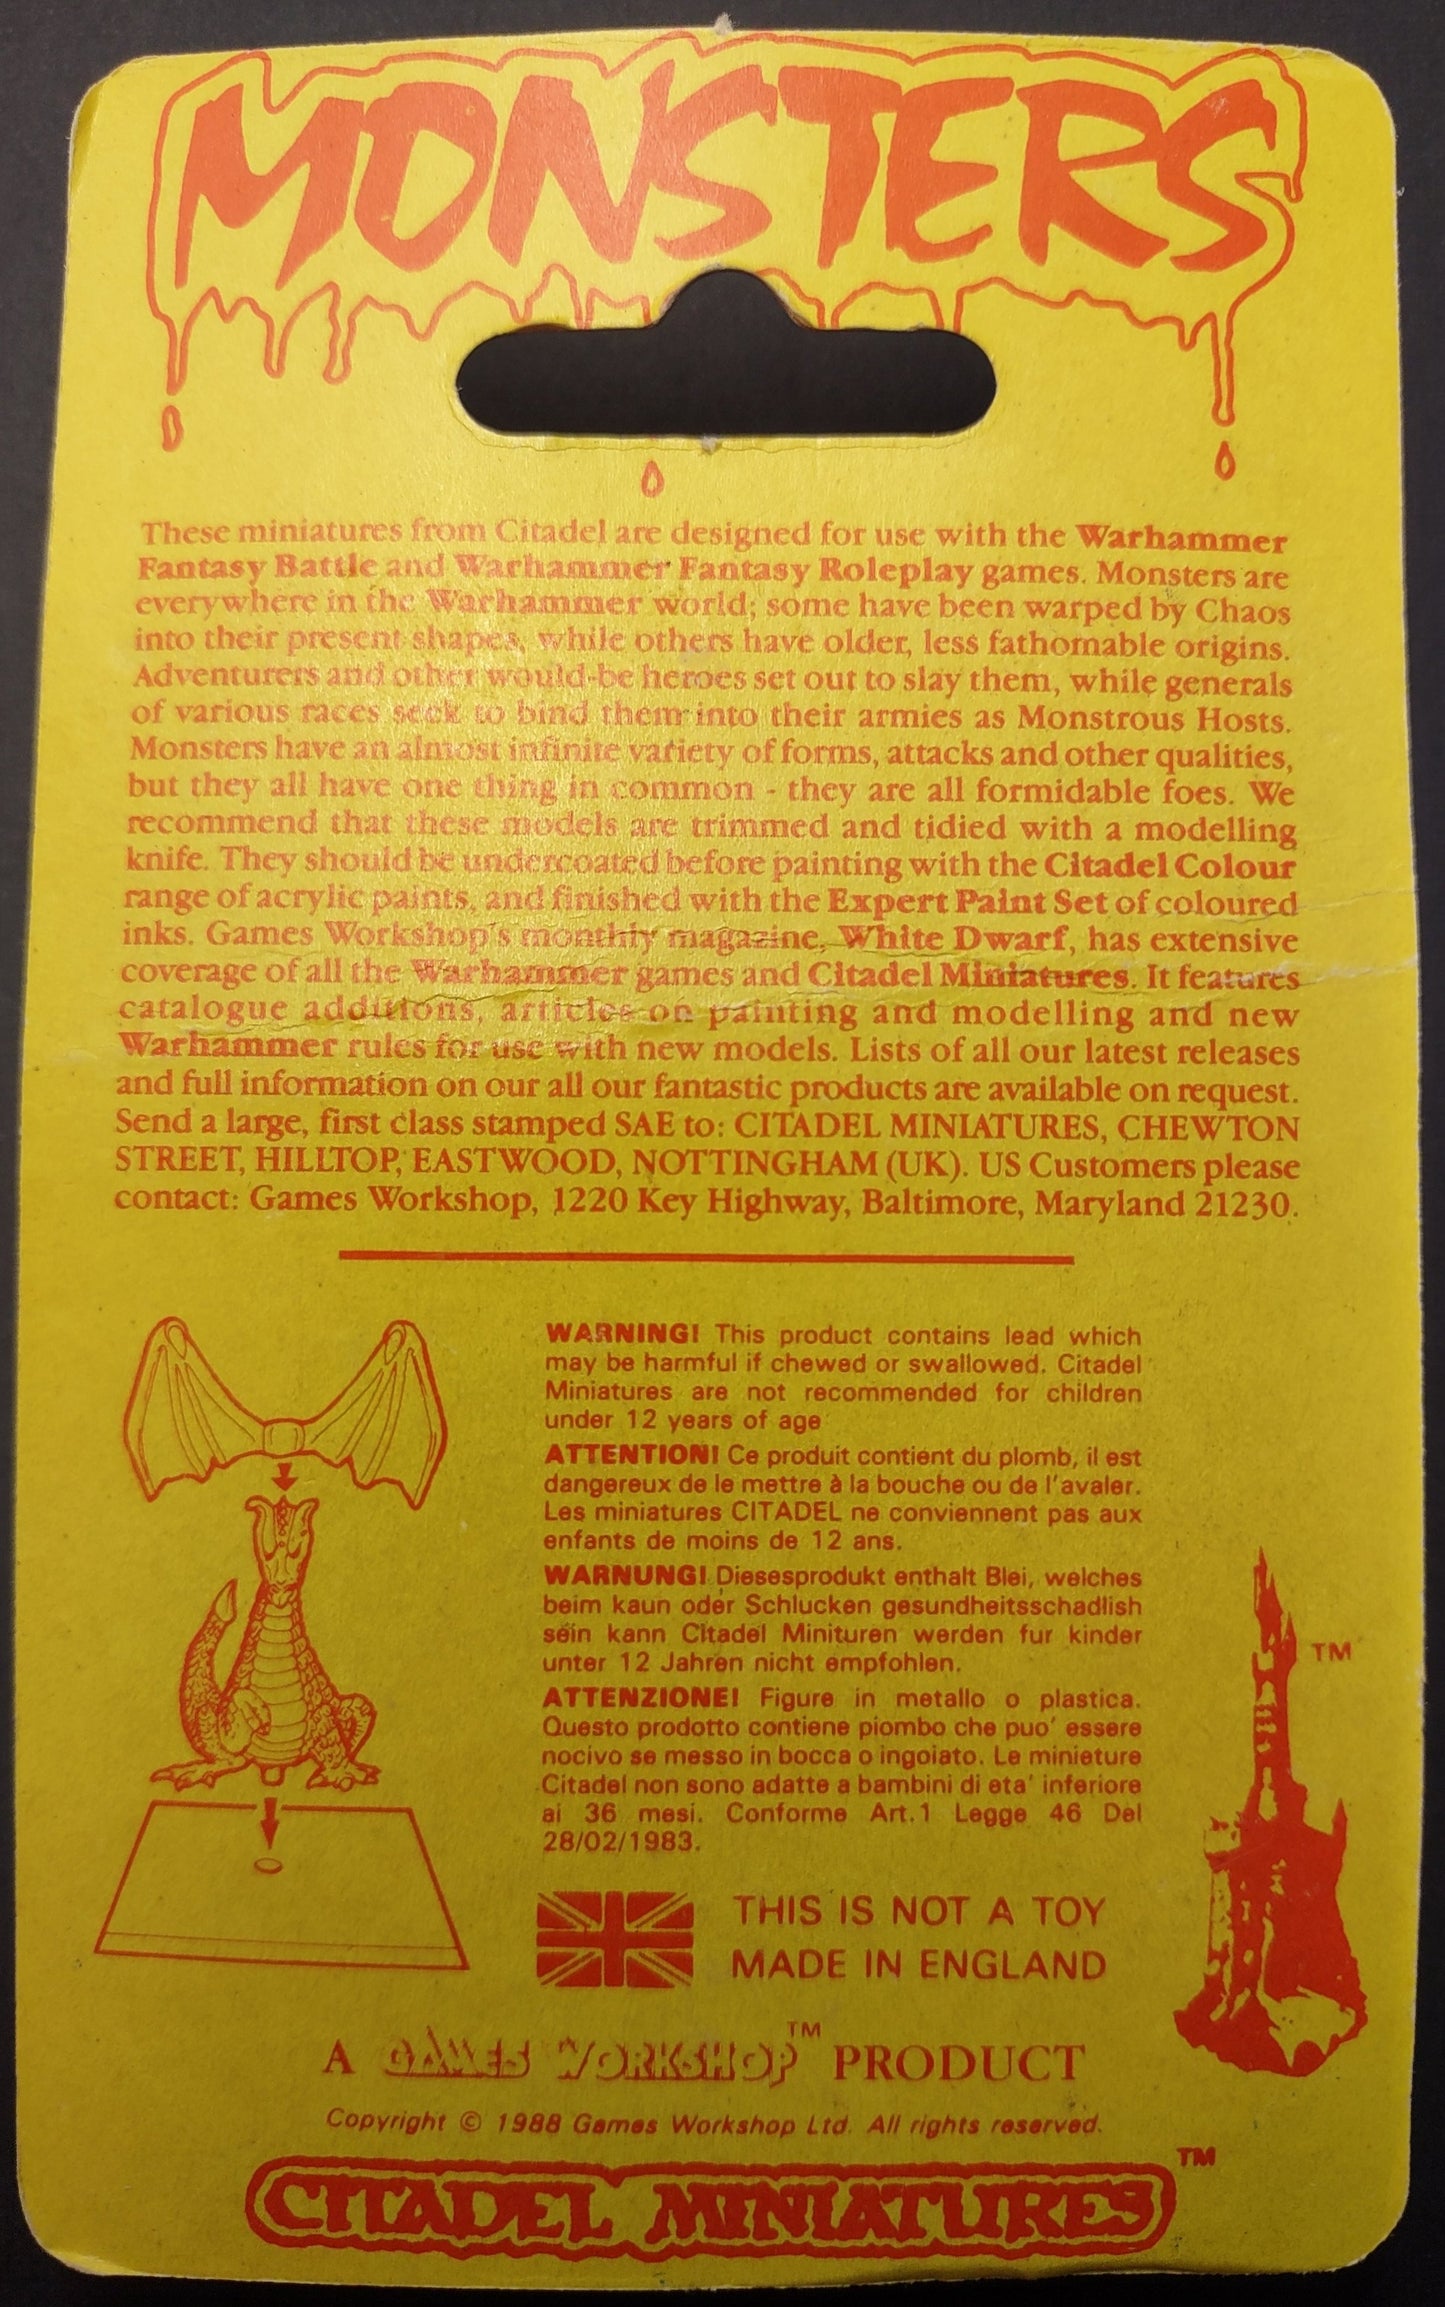 MONSTERS
These miniatures from Citadel are designed for use with the Warhammer
Fantasy Battle and Warhammer Fantasy Roleplay games. Monsters are
everywhere in the Warhammer world; some have been warped by Chaos
into their present shapes, while others have older, less fathomable origins.
Adventurers and other would-be heroes set out to slay them, while generals
of various races seek to bind them into their armies as Monstrous Hosts.
Monsters have an almost infinite variety of forms, attacks and other qualities,
but they all have one thing in common - they are all formidable foes. We
recommend that these models are trimmed and tidied with a modelling
knife. They should be undercoated before painting with the Citadel Colour
range of acrylic paints, and finished with the Expert Paint Set of coloured
inks. Games Workshop's monthly magazine, White Dwarf, has extensive
coverage of all the Warhammer games and Citadel Miniatures. It features
catalogue additions, articles on painting and modelling and new
Warhammer rules for use with new models. Lists of all our latest releases
and full information on our all our fantastic products are available on request.
Send a large, first class stamped SAE to: CITADEL MINIATURES, CHEWTON
STREET, HILLTOP, EASTWOOD, NOTTINGHAM (UK). US Customers please
contact: Games Workshop, 1220 Key Highway, Baltimore, Maryland 21230.
WARNING! This product contains lead which
may be harmful if chewed or swallowed. Citadel
Miniatures are not recommended for children
under 12 years of age
ATTENTION! Ce produit contient du plomb, il est
dangereux de le mettre à la bouche ou de l'avaler.
Les miniatures CITADEL ne conviennent pas aux
enfants de moins de 12 ans.
WARNUNG! Diesesprodukt enthalt Blei, welches
beim kaun oder Schlucken gesundheitsschadlish
sein kann Citadel Minituren werden fur kinder
unter 12 Jahren nicht empfohlen.
ATTENZIONE! Figure in metallo o plastica.
Questo prodotto contiene piombo che puo' essere
nocivo se messo in bocca o ingoiato. Le minieture
Citadel non sono adatte a bambini di eta' inferiore
ai 36 mesi. Conforme Art.1 Legge 46 Del
28/02/1983.
TM
THIS IS NOT A TOY
MADE IN ENGLAND
A GAMES WORKSHOP™ PRODUCT
Copyright © 1988 Games Workshop Ltd. All rights reserved.
CITADEL MINIATURES™